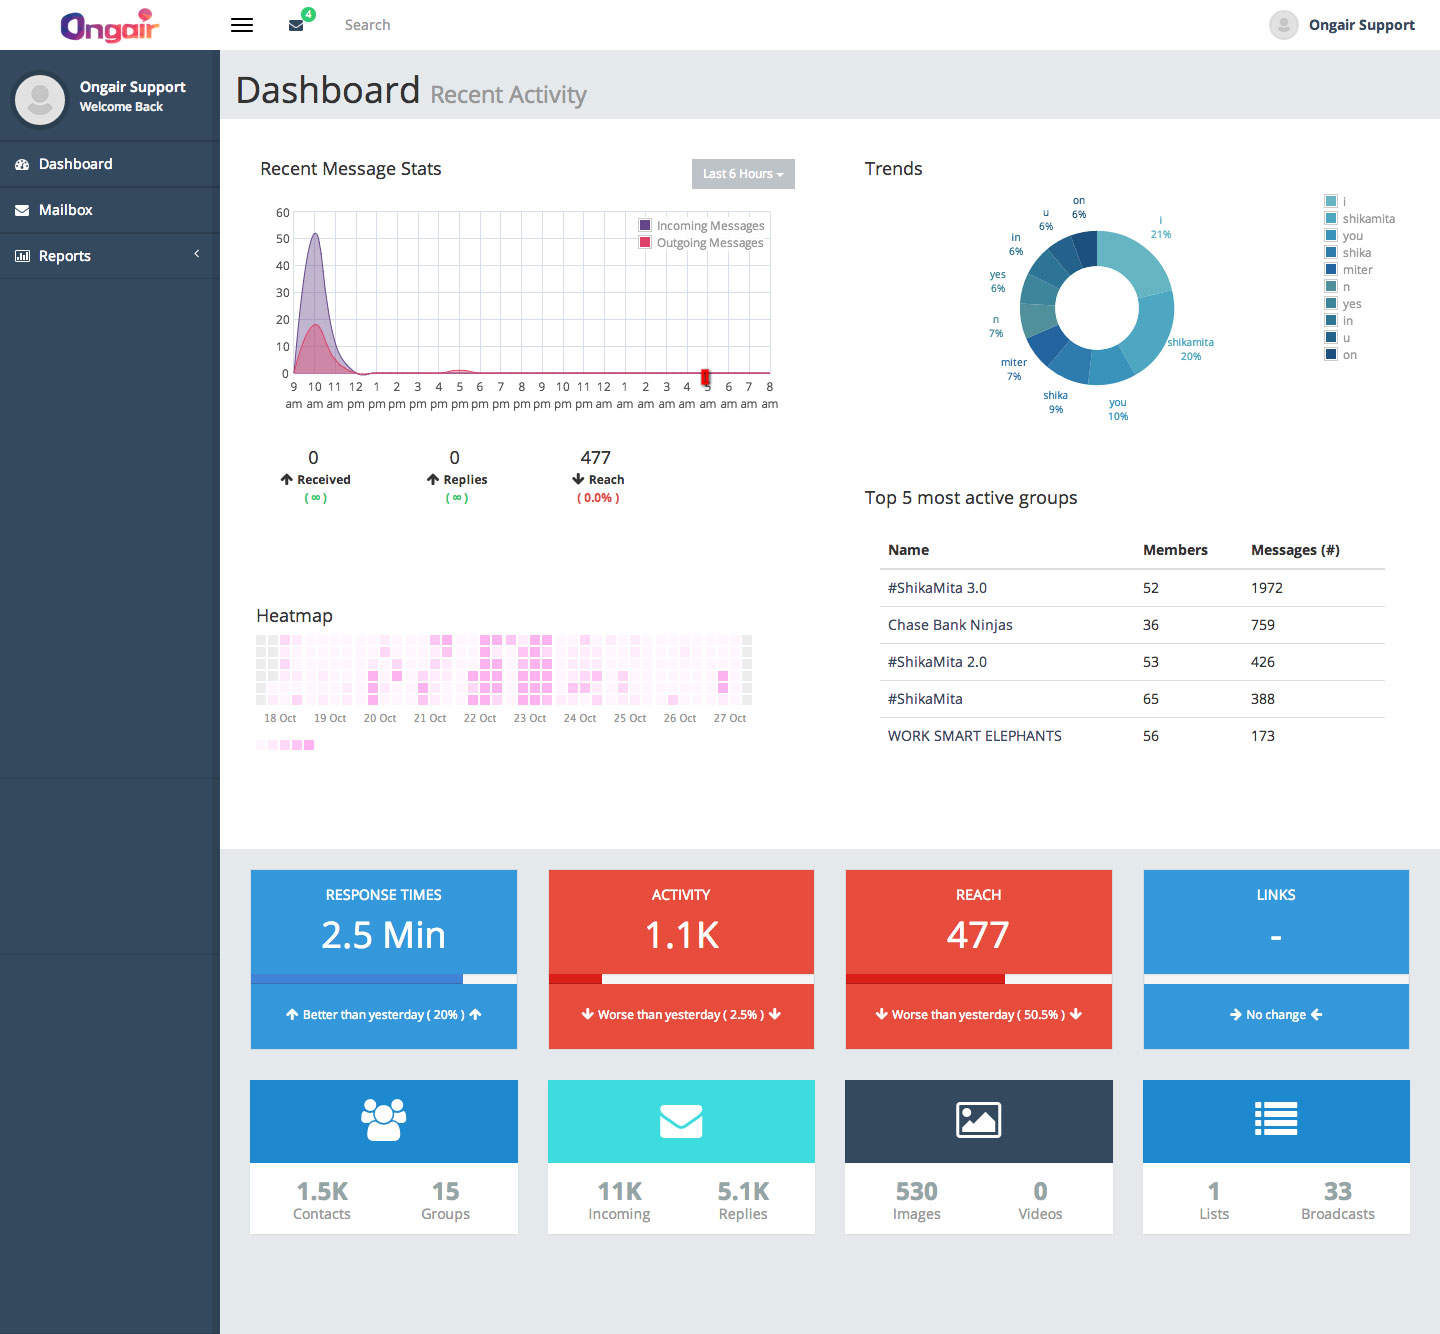 Ongair
4
Search
Ongair Support
Ongair Support
Welcome Back
Dashboard
Mailbox
Reports
Dashboard Recent Activity
Recent Message Stats
Last 6 Hours
Incoming Messages
Outgoing Messages
60
50
40
30
20
10
0
9 10 11 12 1 2 3 4 5 6 7 8 9 10 11 12 1 2 3 4 5 6 7 8
am am am pm pm pm pm pm pm pm pm pm pm pm pm am am am am am am am am am
0
Received
( ∞ )
0
Replies
( ∞ )
477
Reach
( 0.0% )
Heatmap
18 Oct 19 Oct 20 Oct 21 Oct 22 Oct 23 Oct 24 Oct 25 Oct 26 Oct 27 Oct
Trends
i
21%
shikamita
20%
you
10%
shika
9%
miter
7%
n
7%
yes
6%
in
6%
u
6%
on
6%
i
shikamita
you
shika
miter
n
yes
in
u
on
Top 5 most active groups
Name Members Messages (#)
#ShikaMita 3.0 52 1972
Chase Bank Ninjas 36 759
#ShikaMita 2.0 53 426
#ShikaMita 65 388
WORK SMART ELEPHANTS 56 173
RESPONSE TIMES
2.5 Min
Better than yesterday ( 20% )
ACTIVITY
1.1K
Worse than yesterday ( 2.5% )
REACH
477
Worse than yesterday ( 50.5% )
LINKS
-
No change
1.5K 15
Contacts Groups
11K 5.1K
Incoming Replies
530 0
Images Videos
1 33
Lists Broadcasts